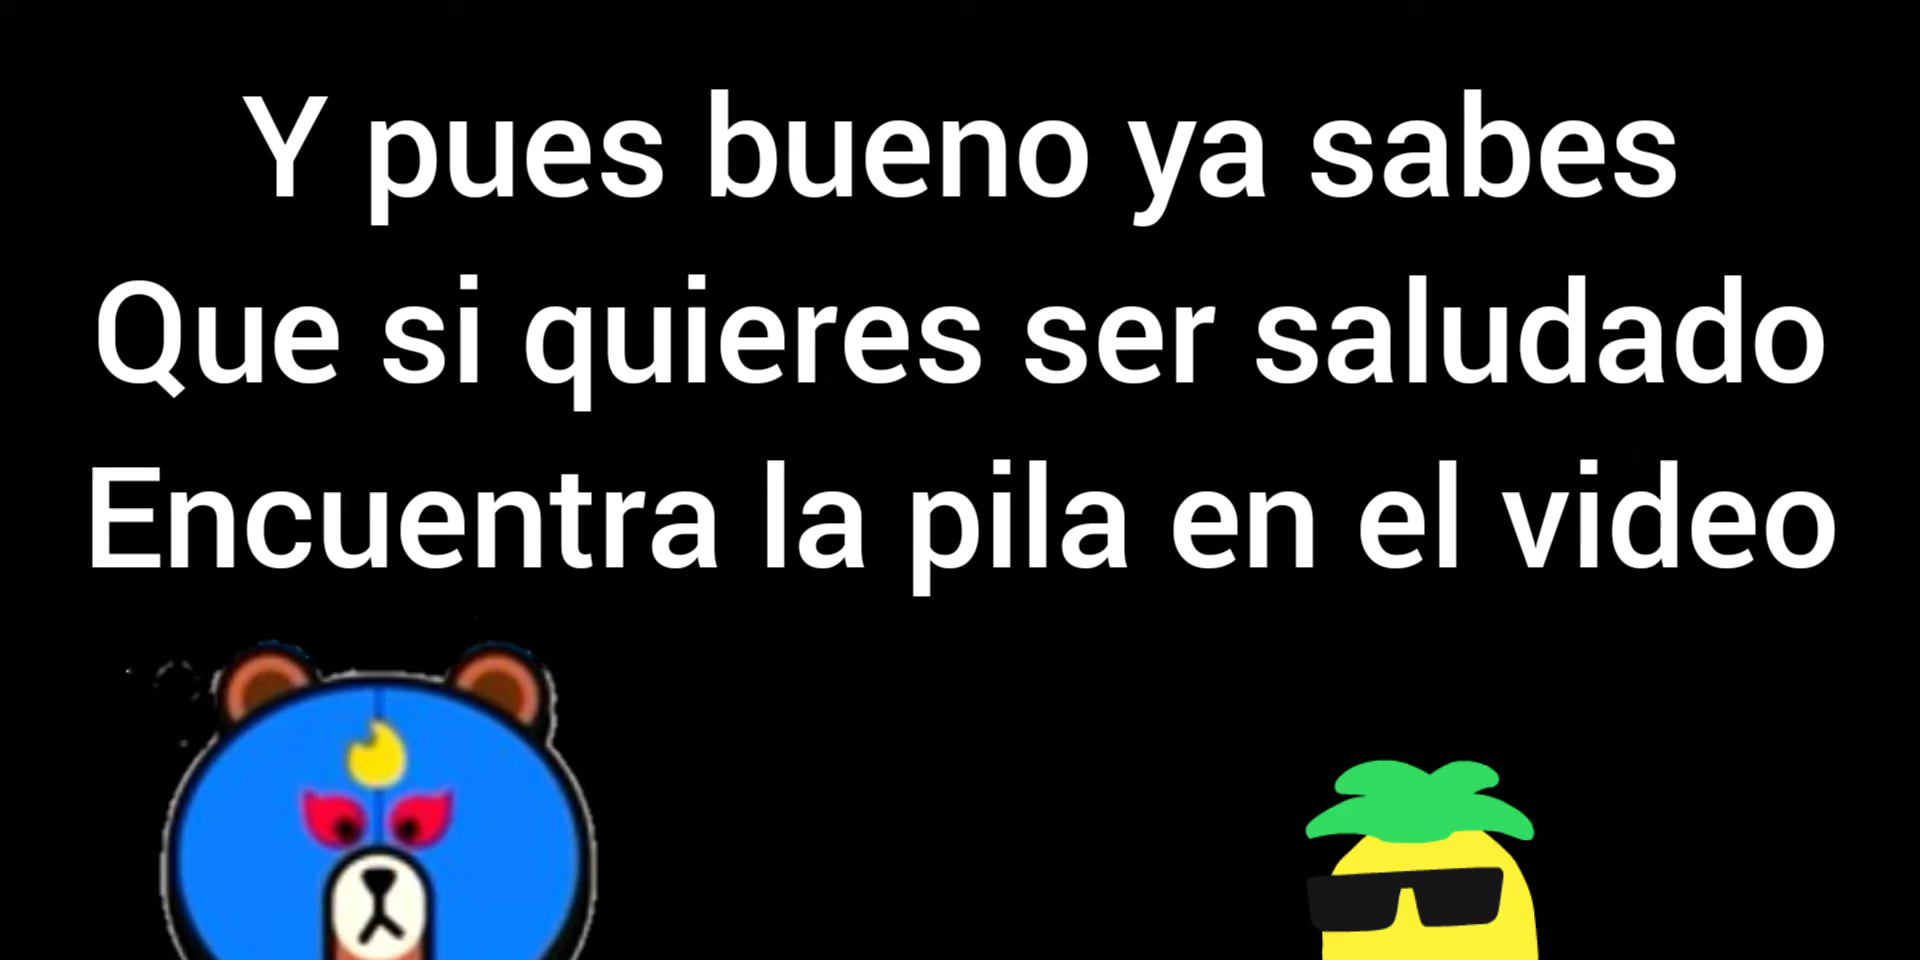 Y pues bueno ya sabes
Que si quieres ser saludado
Encuentra la pila en el video